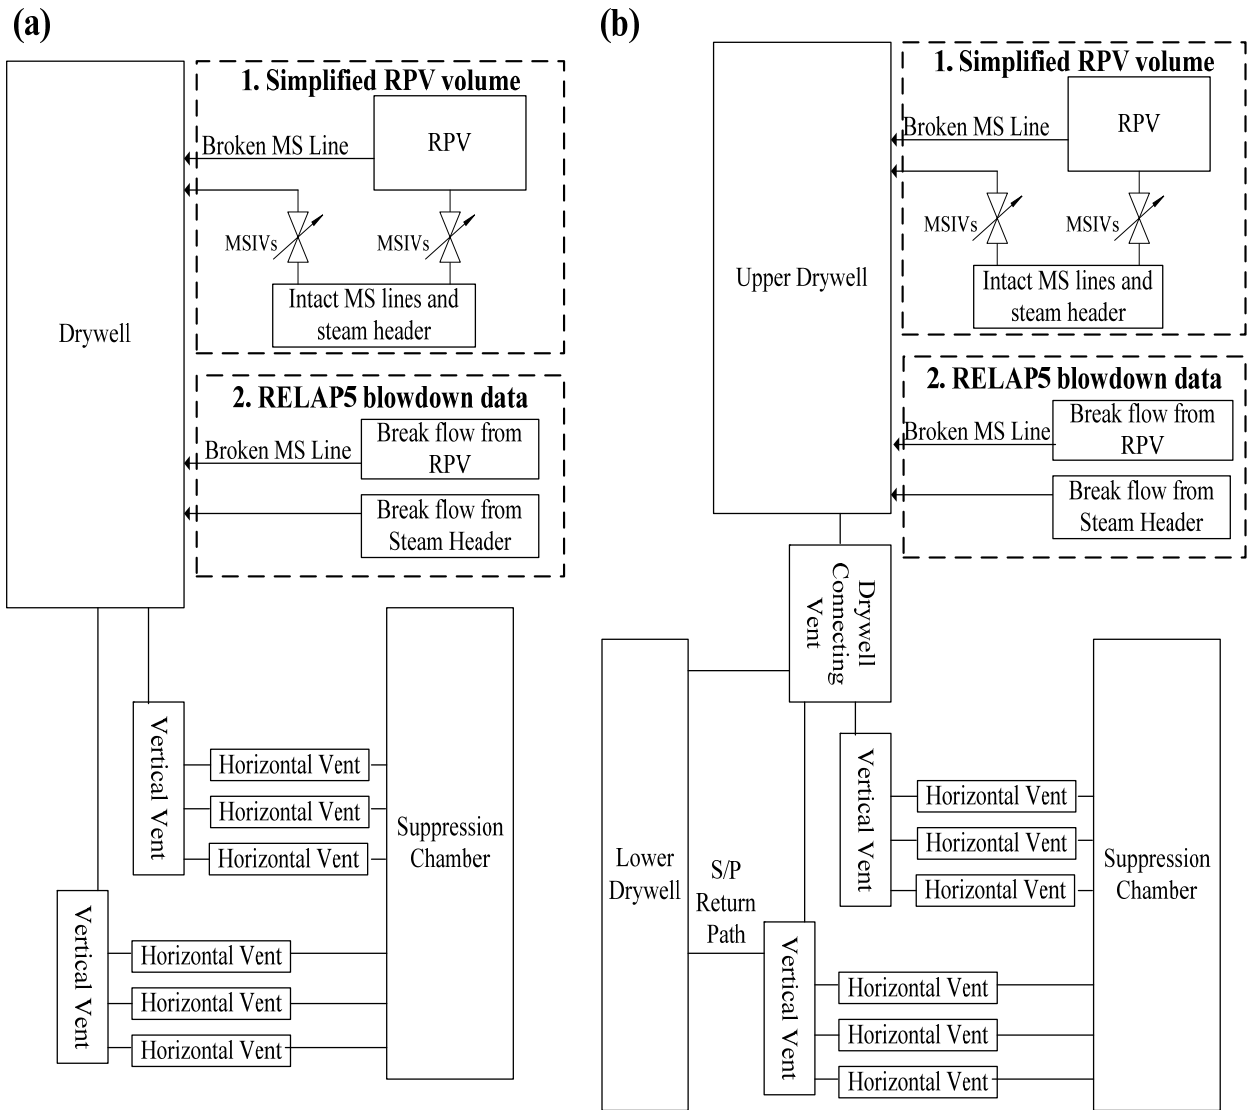 (a)
1. Simplified RPV volume
RPV
Broken MS Line
MSIVs
MSIVs
Intact MS lines and
steam header
Drywell
2. RELAP5 blowdown data
Break flow from
RPV
Broken MS Line
Break flow from
Steam Header
Vertical Vent
Horizontal Vent
Horizontal Vent
Horizontal Vent
Suppression
Chamber
Vertical Vent
Horizontal Vent
Horizontal Vent
Horizontal Vent
(b)
1. Simplified RPV volume
RPV
Broken MS Line
MSIVs
MSIVs
Intact MS lines and
steam header
Upper Drywell
2. RELAP5 blowdown data
Break flow from
RPV
Broken MS Line
Break flow from
Steam Header
Drywell
Connecting
Vent
Vertical Vent
Horizontal Vent
Horizontal Vent
Horizontal Vent
Suppression
Chamber
Lower
Drywell
S/P
Return
Path
Vertical Vent
Horizontal Vent
Horizontal Vent
Horizontal Vent